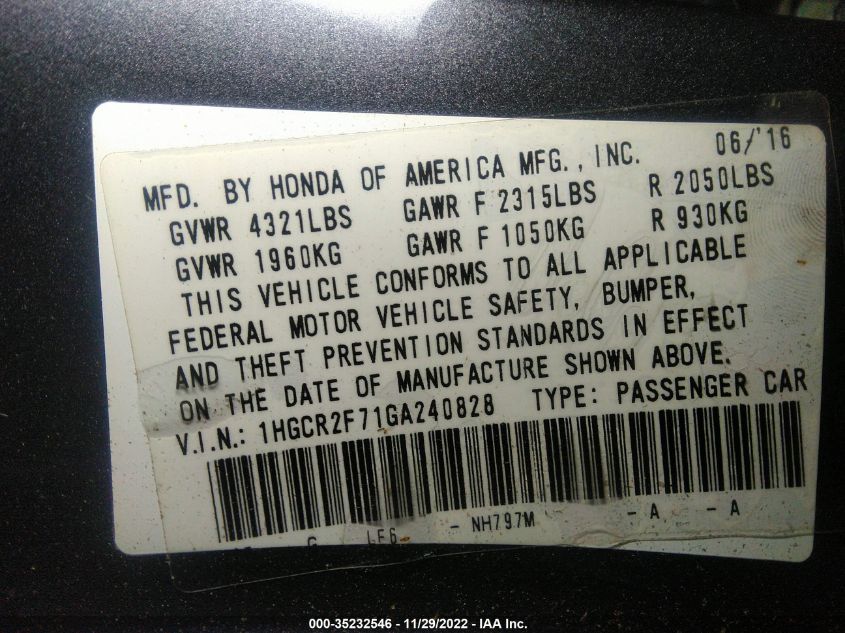 06/'16
MFD. BY HONDA OF AMERICA MFG., INC.
GVWR 4321LBS GAWR F 2315LBS R 2050LBS
GVWR 1960KG GAWR F 1050KG R 930KG
THIS VEHICLE CONFORMS TO ALL APPLICABLE
FEDERAL MOTOR VEHICLE SAFETY, BUMPER,
AND THEFT PREVENTION STANDARDS IN EFFECT
ON THE DATE OF MANUFACTURE SHOWN ABOVE.
V.I.N.: 1HGCR2F71GA240828 TYPE: PASSENGER CAR
G - NH797M - A - A
000-35232546 - 11/29/2022 - IAA Inc.